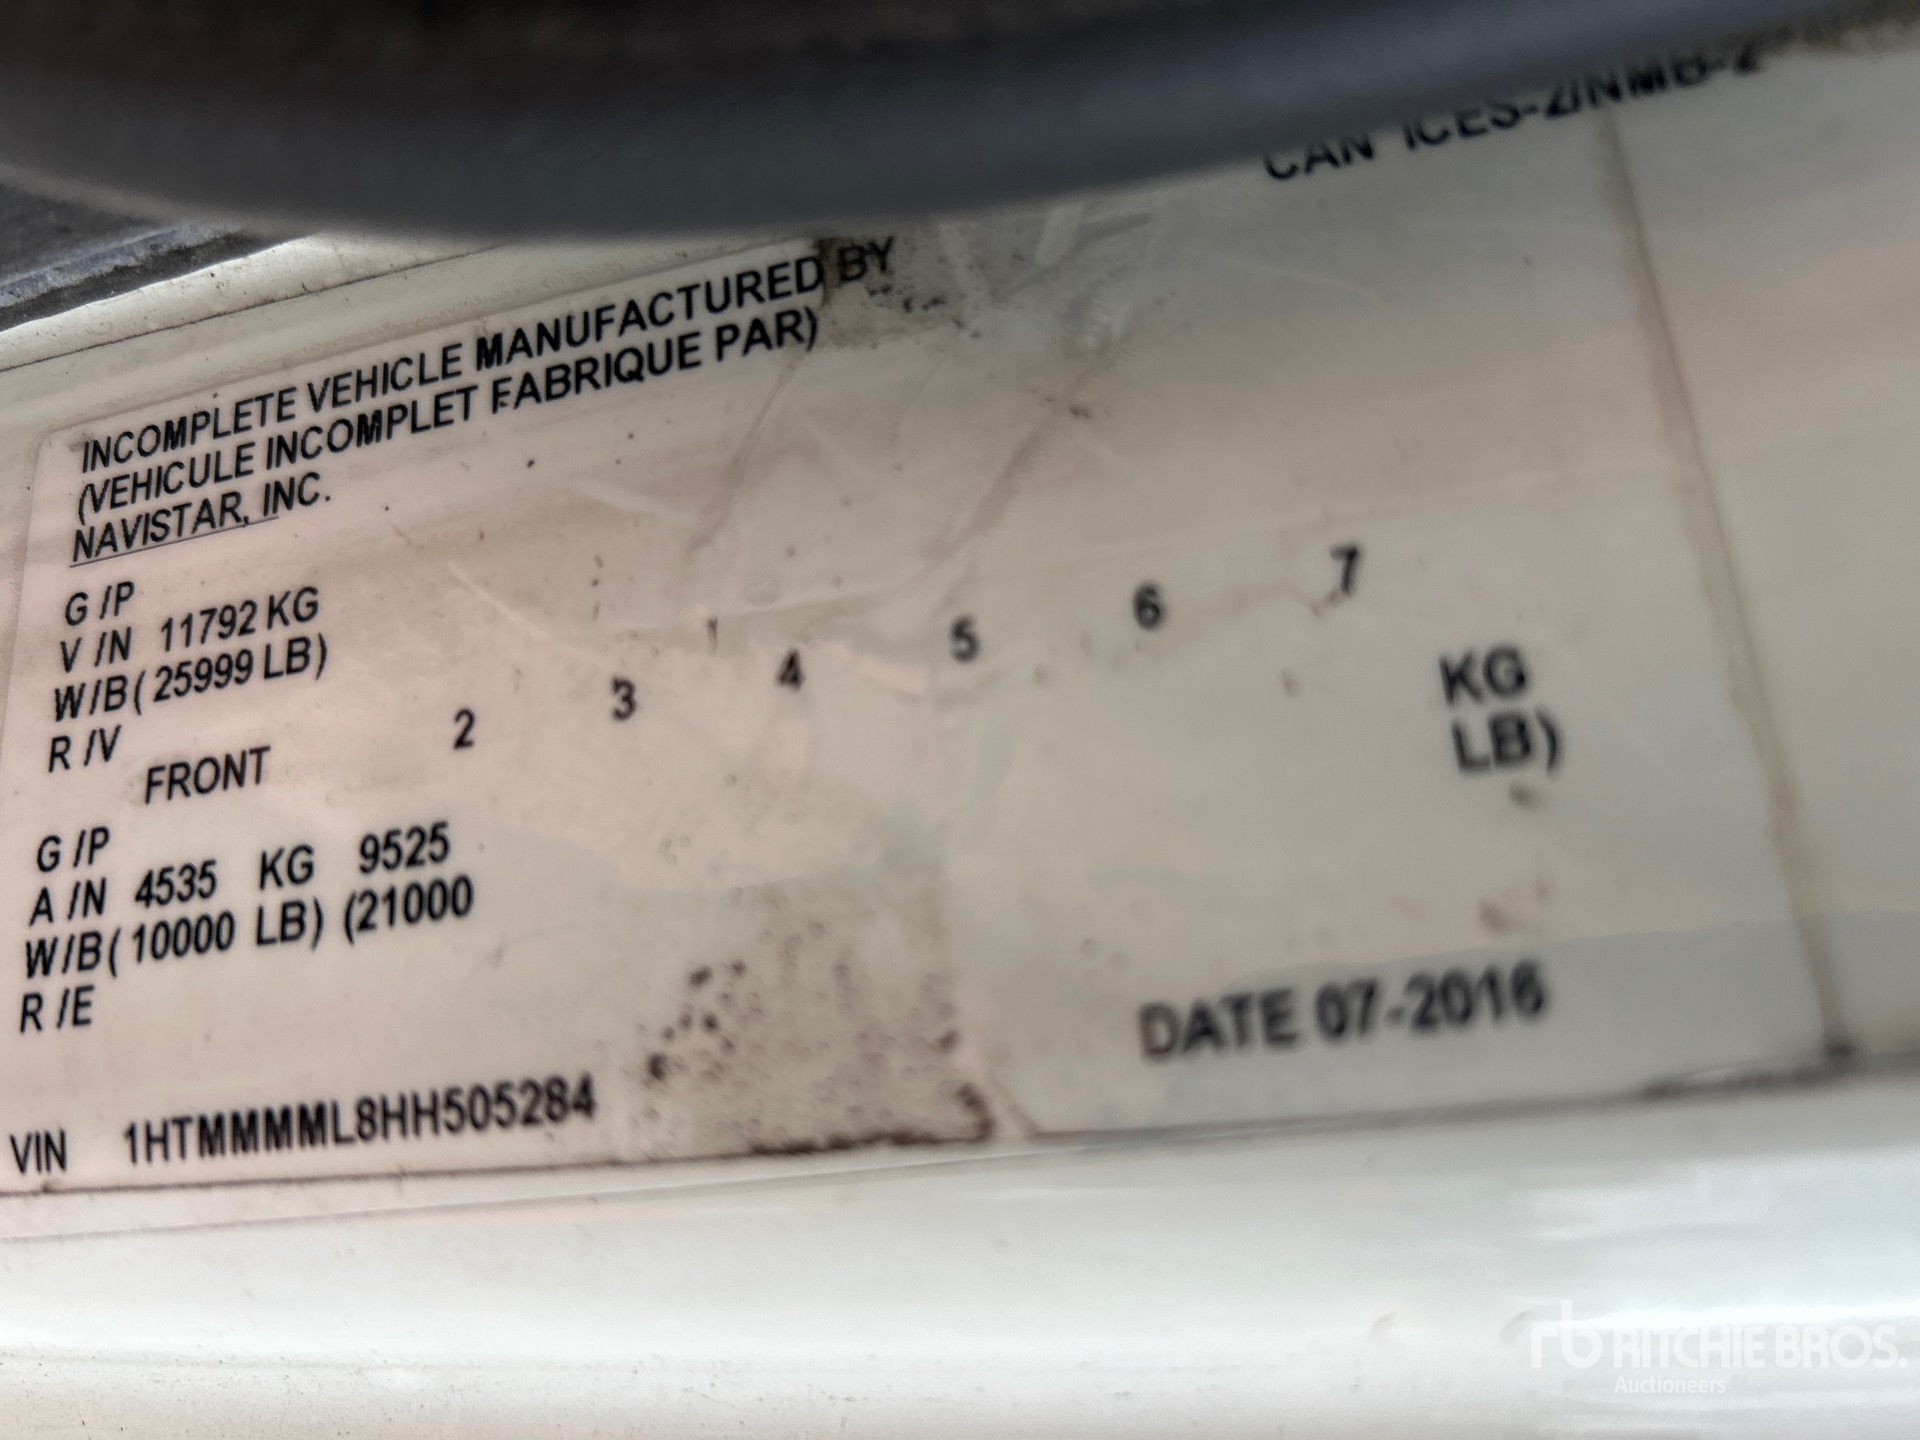 CAN ICES-2/NMB-2
INCOMPLETE VEHICLE MANUFACTURED BY
(VEHICULE INCOMPLET FABRIQUE PAR)
NAVISTAR, INC.
G /P
V /N 11792 KG
W/B( 25999 LB)
R /V
FRONT 2 3 4 5 6 7
G /P
A /N 4535 KG 9525 KG
W/B( 10000 LB) (21000 LB)
R /E
DATE 07-2016
VIN 1HTMMMML8HH505284
RITCHIE BROS.
Auctioneers